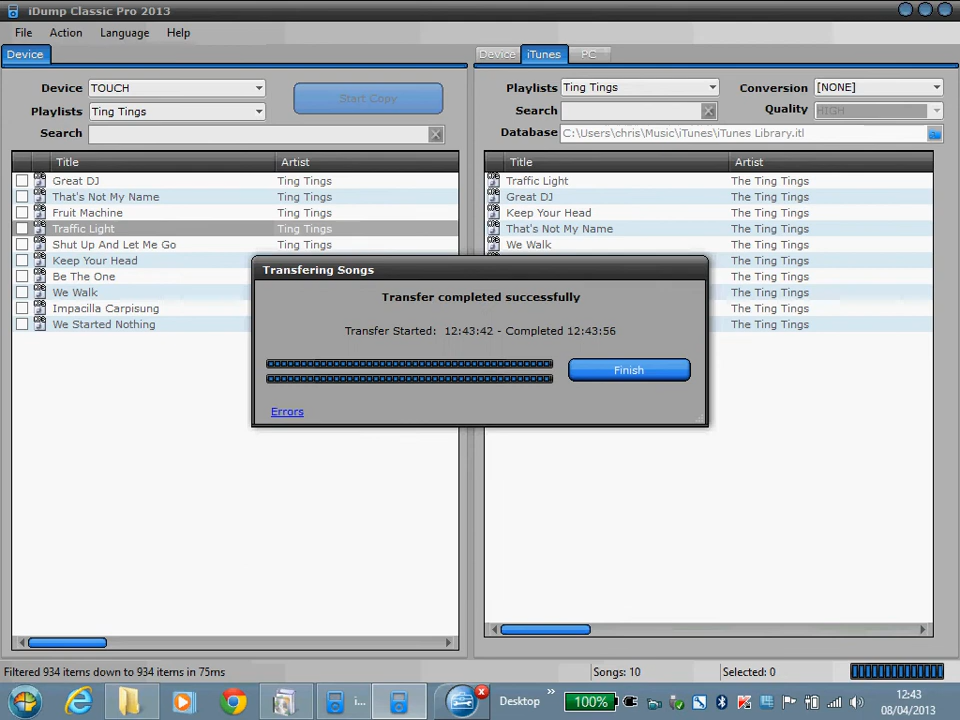 iDump Classic Pro 2013
File Action Language Help
Device
Device iTunes PC
Device TOUCH
Start Copy
Playlists Ting Tings
Search
Playlists Ting Tings Conversion [NONE]
Search Quality HIGH
Database C:\Users\chris\Music\iTunes\iTunes Library.itl
Title Artist
Great DJ Ting Tings
That's Not My Name Ting Tings
Fruit Machine Ting Tings
Traffic Light Ting Tings
Shut Up And Let Me Go Ting Tings
Keep Your Head
Be The One
We Walk
Impacilla Carpisung
We Started Nothing
Title Artist
Traffic Light The Ting Tings
Great DJ The Ting Tings
Keep Your Head The Ting Tings
That's Not My Name The Ting Tings
We Walk The Ting Tings
The Ting Tings
The Ting Tings
The Ting Tings
The Ting Tings
The Ting Tings
Transfering Songs
Transfer completed successfully
Transfer Started: 12:43:42 - Completed 12:43:56
Finish
Errors
Filtered 934 items down to 934 items in 75ms
Songs: 10
Selected: 0
i...
Desktop
100%
12:43
08/04/2013